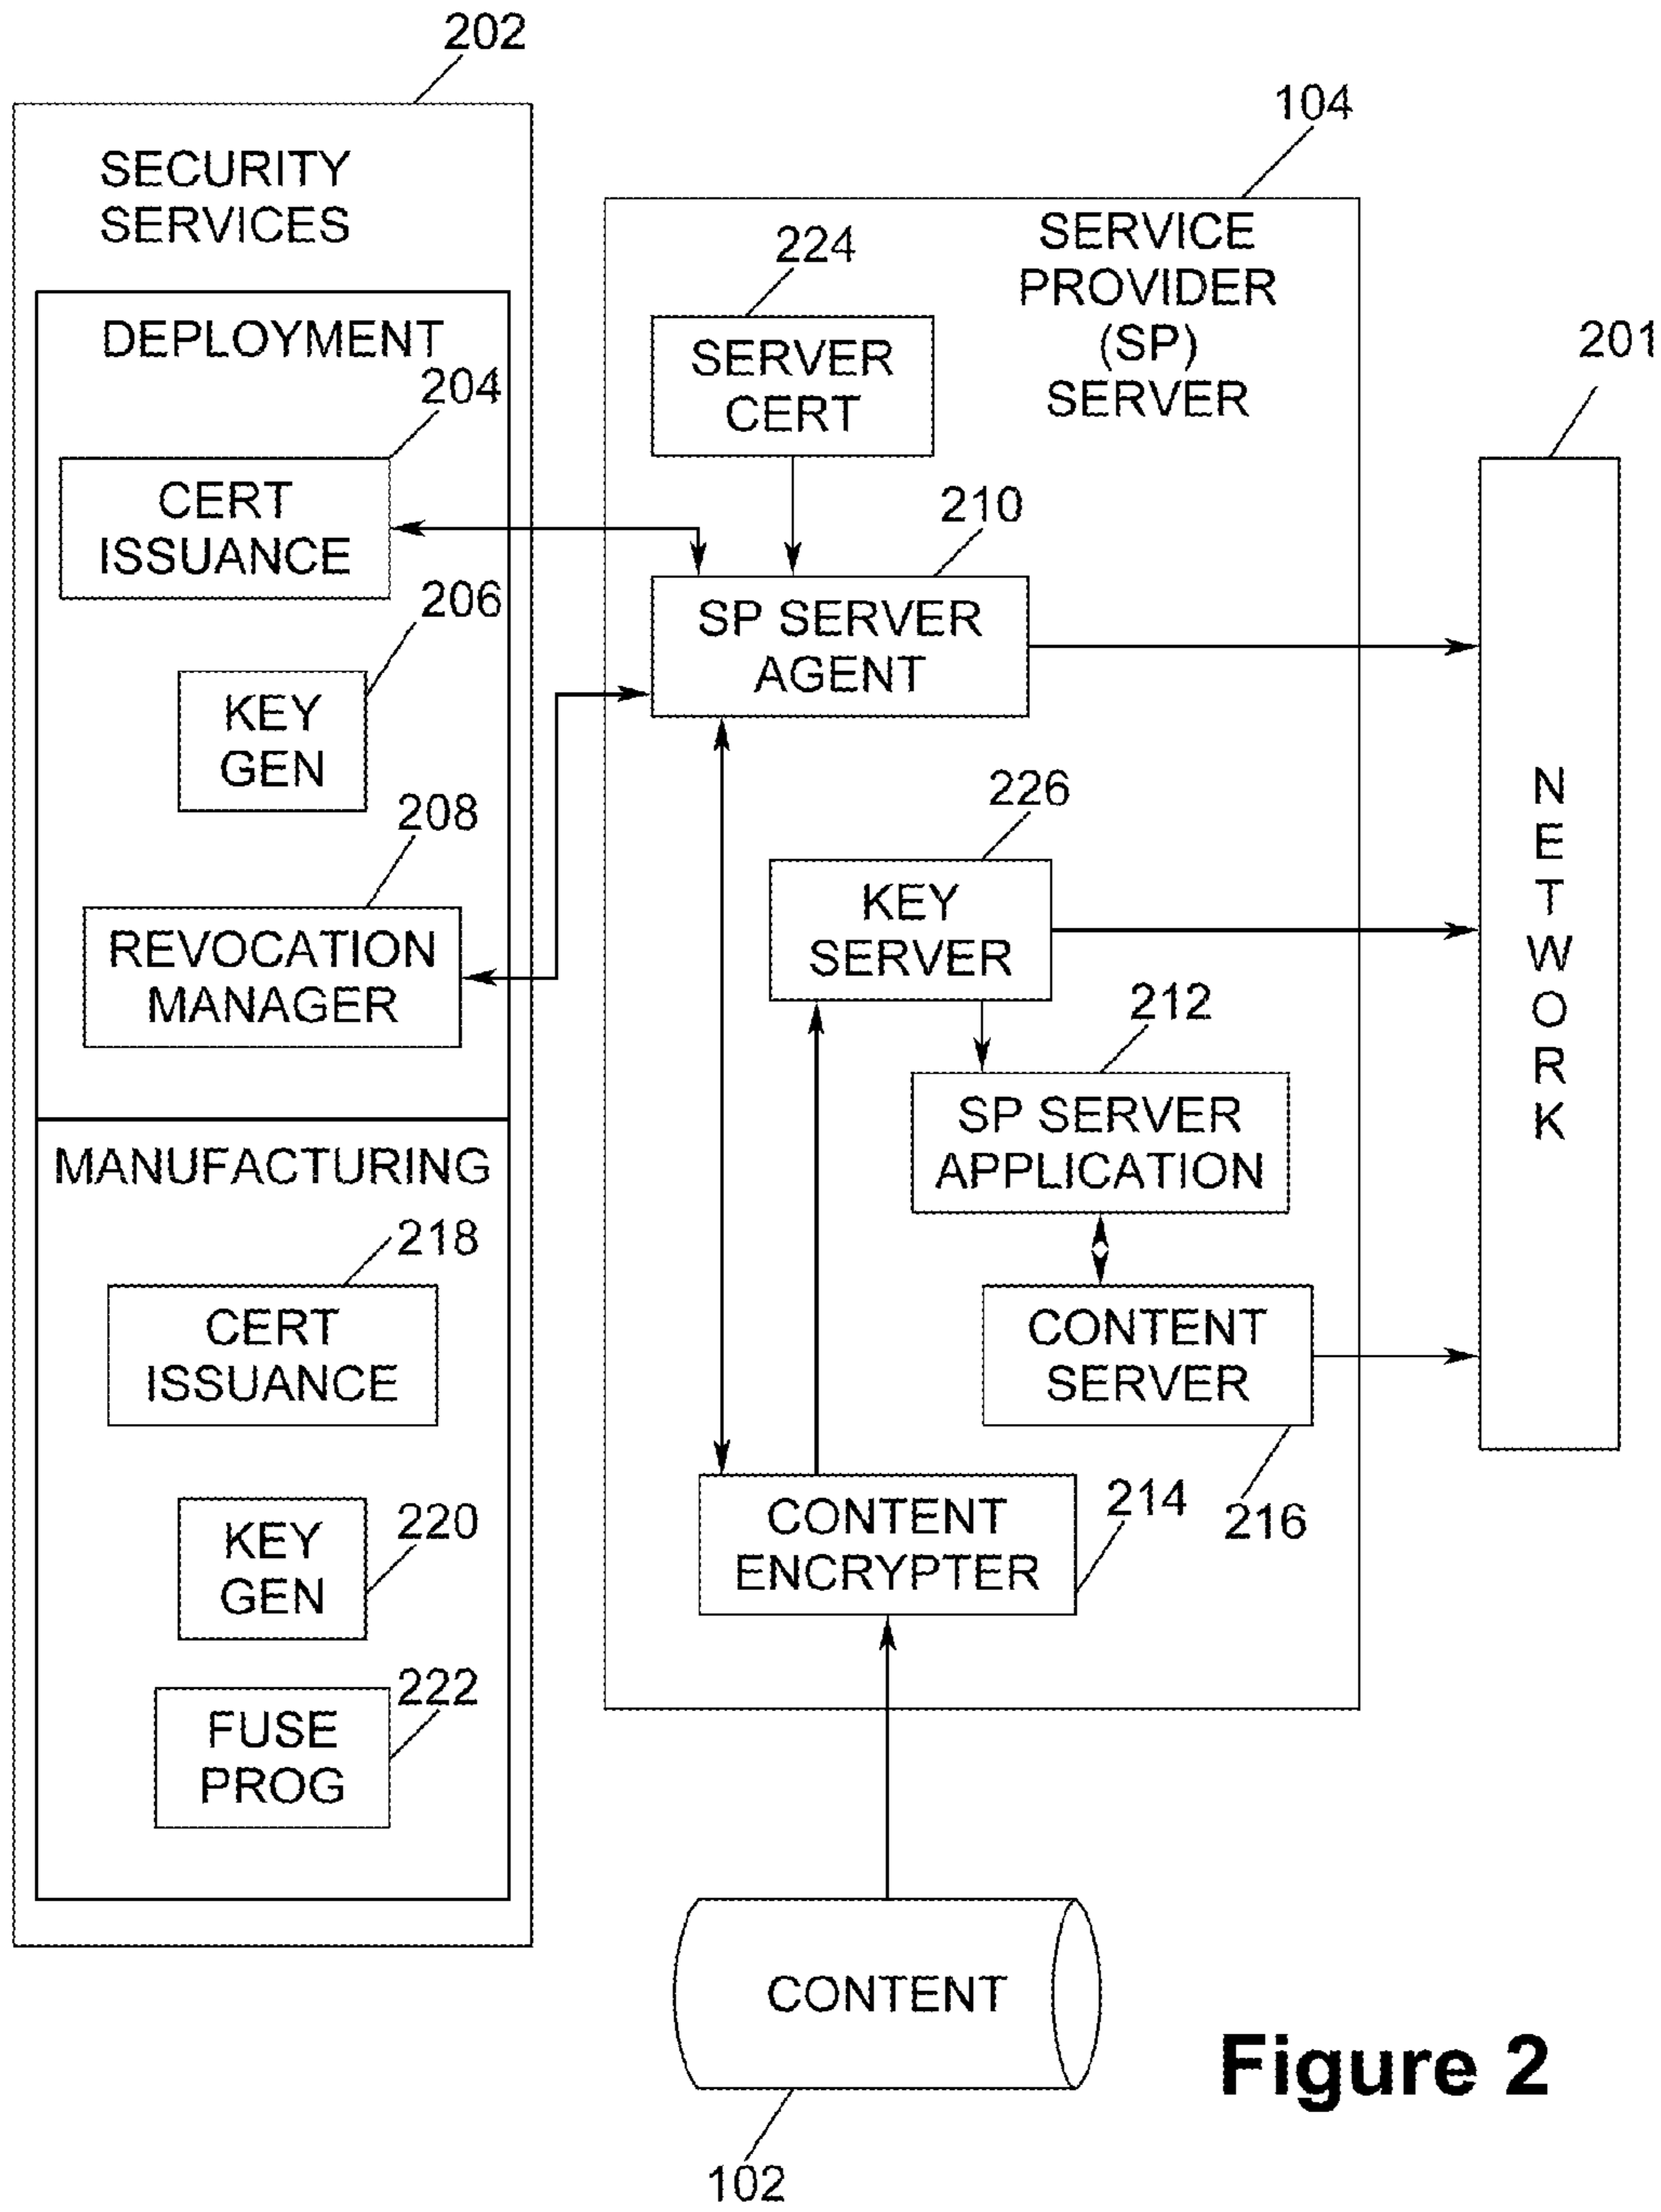 202
SECURITY
SERVICES
DEPLOYMENT
204
CERT
ISSUANCE
206
KEY
GEN
208
REVOCATION
MANAGER
MANUFACTURING
218
CERT
ISSUANCE
220
KEY
GEN
222
FUSE
PROG
104
SERVICE
PROVIDER
(SP)
SERVER
224
SERVER
CERT
210
SP SERVER
AGENT
226
KEY
SERVER
212
SP SERVER
APPLICATION
CONTENT
SERVER
216
214
CONTENT
ENCRYPTER
201
NETWORK
CONTENT
102
Figure 2